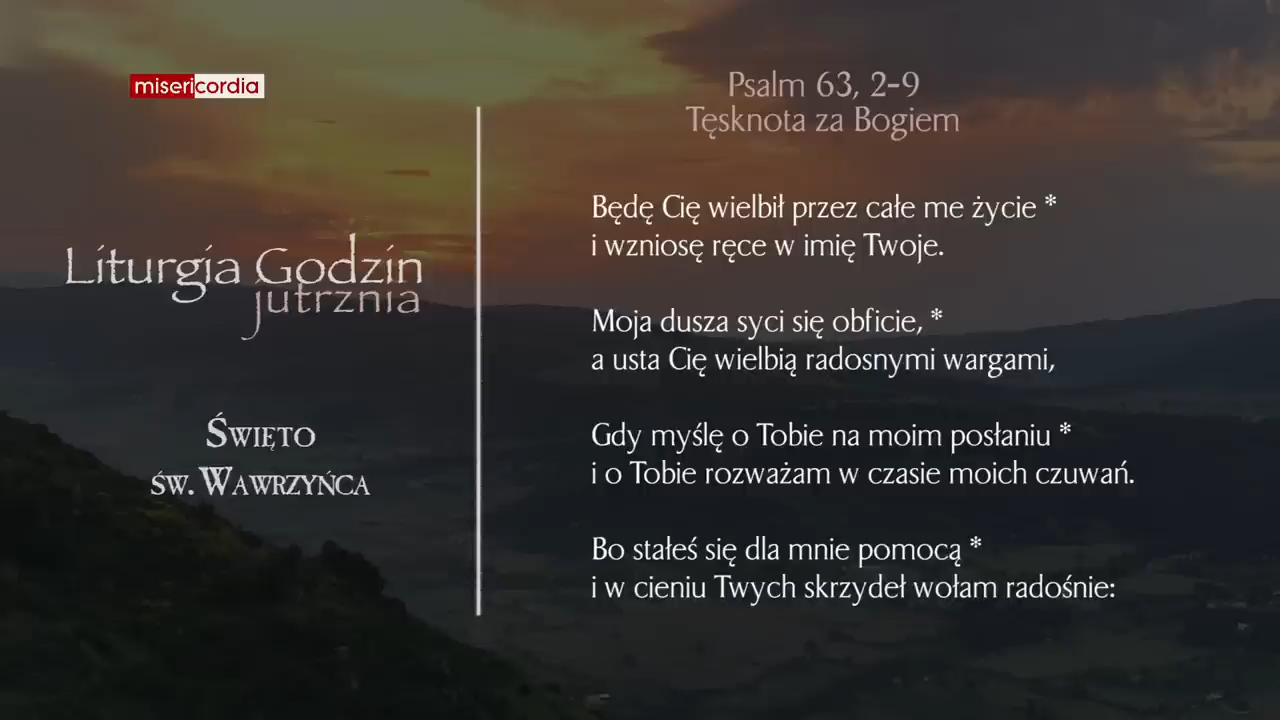 misericordia
Liturgia Godzin
jutrznia
Święto
św. Wawrzyńca
Psalm 63, 2-9
Tęsknota za Bogiem
Będę Cię wielbił przez całe me życie *
i wzniosę ręce w imię Twoje.
Moja dusza syci się obficie, *
a usta Cię wielbią radosnymi wargami,
Gdy myślę o Tobie na moim posłaniu *
i o Tobie rozważam w czasie moich czuwań.
Bo stałeś się dla mnie pomocą *
i w cieniu Twych skrzydeł wołam radośnie: